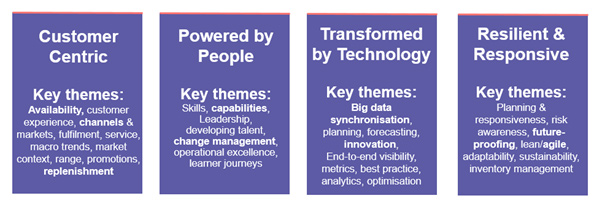 Customer
Centric
Key themes:
Availability, customer
experience, channels &
markets, fulfilment, service,
macro trends, market
context, range, promotions,
replenishment
Powered by
People
Key themes:
Skills, capabilities,
Leadership,
developing talent,
change management,
operational excellence,
learner journeys
Transformed
by Technology
Key themes:
Big data
synchronisation,
planning, forecasting,
innovation,
End-to-end visibility,
metrics, best practice,
analytics, optimisation
Resilient &
Responsive
Key themes:
Planning &
responsiveness, risk
awareness, future-
proofing, lean/agile,
adaptability, sustainability,
inventory management